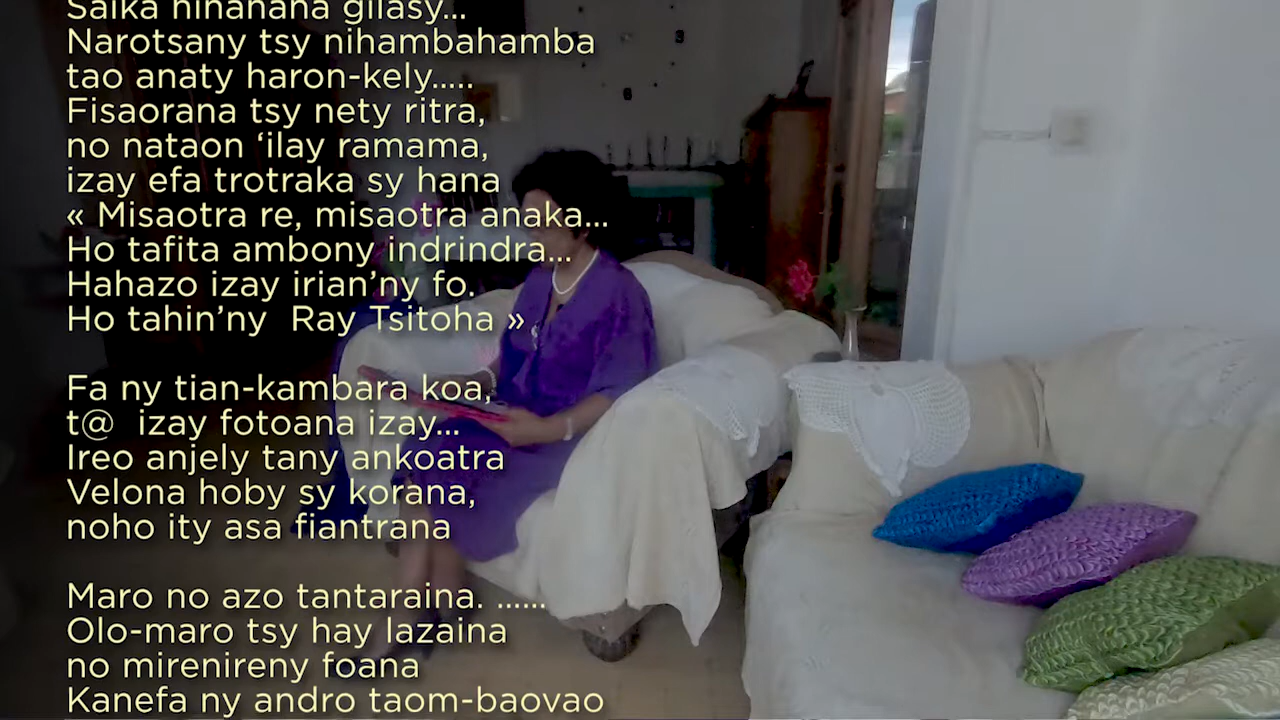 Saika hihanana gilasy...
Narotsany tsy nihambahamba
tao anaty haron-kely.....
Fisaorana tsy nety ritra,
no nataon ‘ilay ramama,
izay efa trotraka sy hana
« Misaotra re, misaotra anaka...
Ho tafita ambony indrindra...
Hahazo izay irian’ny fo.
Ho tahin’ny  Ray Tsitoha »
Fa ny tian-kambara koa,
t@  izay fotoana izay...
Ireo anjely tany ankoatra
Velona hoby sy korana,
noho ity asa fiantrana
Maro no azo tantaraina. ......
Olo-maro tsy hay lazaina
no mirenireny foana
Kanefa ny andro taom-baovao